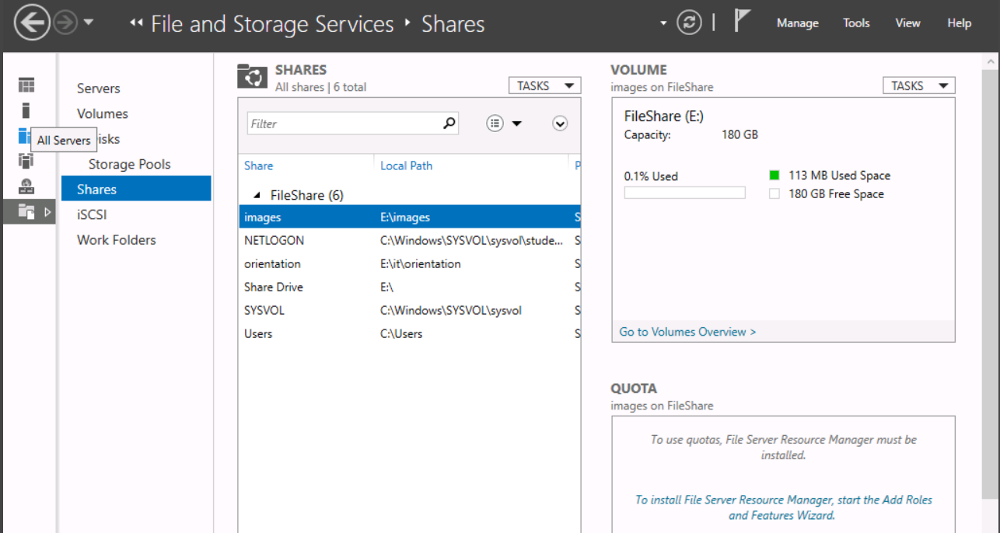 File and Storage Services Shares
Manage Tools View Help
Servers
Volumes
All Servers
isks
Storage Pools
Shares
iSCSI
Work Folders
SHARES
All shares | 6 total
TASKS
Filter
Share Local Path P
FileShare (6)
images E:\images S
NETLOGON C:\Windows\SYSVOL\sysvol\stude... S
orientation E:\it\orientation S
Share Drive E:\ S
SYSVOL C:\Windows\SYSVOL\sysvol S
Users C:\Users S
VOLUME
images on FileShare
TASKS
FileShare (E:)
Capacity: 180 GB
0.1% Used
113 MB Used Space
180 GB Free Space
Go to Volumes Overview >
QUOTA
images on FileShare
To use quotas, File Server Resource Manager must be
installed.
To install File Server Resource Manager, start the Add Roles
and Features Wizard.